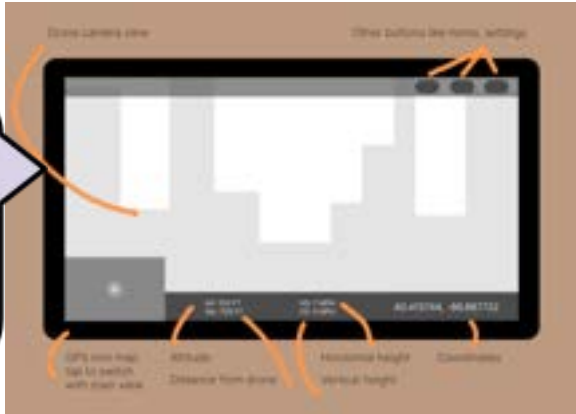 Drone camera view
Other buttons like home, settings
GPS mini map,
tap to switch
with main view
Altitude
Distance from drone
Horizontal height
Vertical height
Coordinates